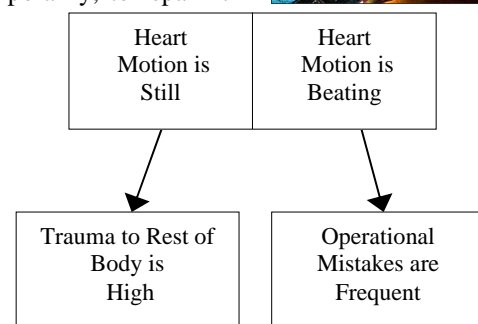 Heart
Motion is
Still
Heart
Motion is
Beating
Trauma to Rest of
Body is
High
Operational
Mistakes are
Frequent